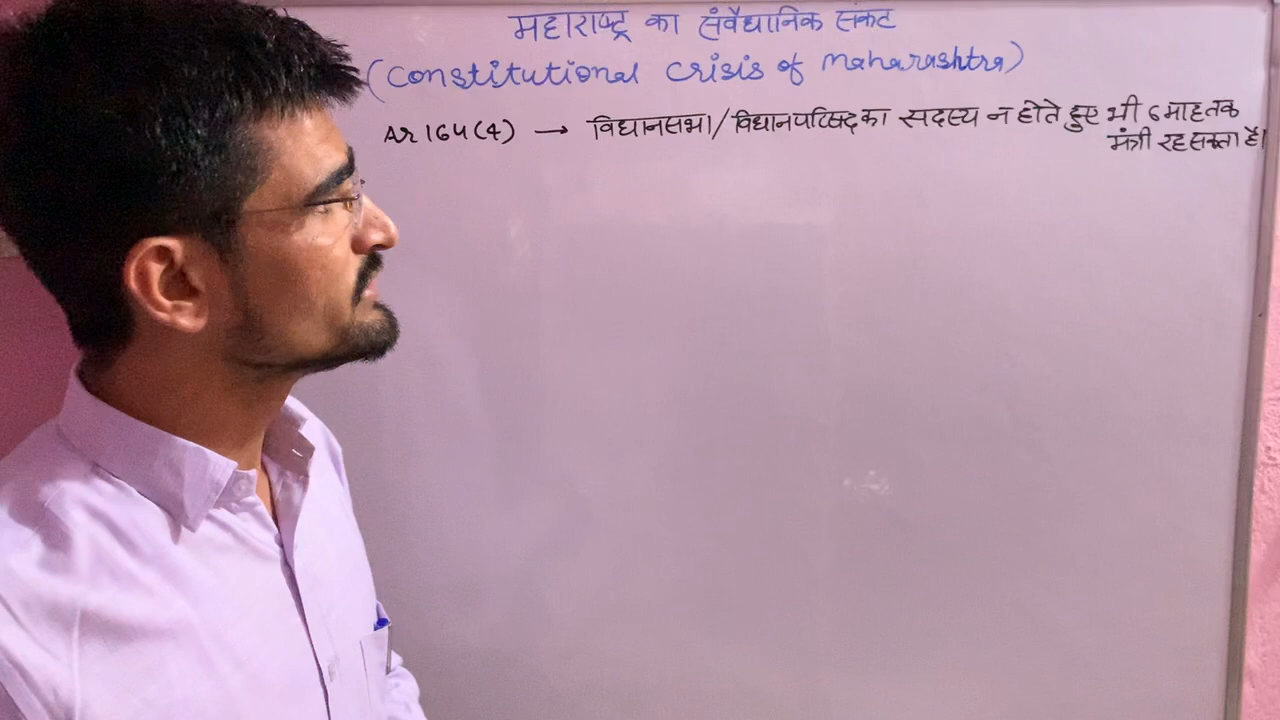 महाराष्ट्र का संवैधानिक संकट
(Constitutional Crisis of Maharashtra)
Ar 164(4) → विधानसभा/विधानपरिषद का सदस्य न होते हुए भी 6 माह तक
मंत्री रह सकता है।